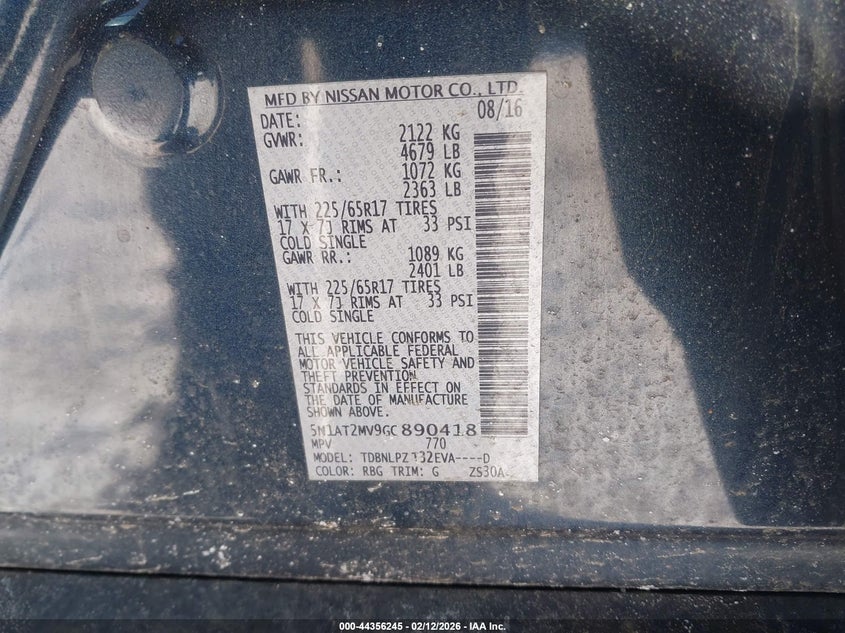 MFD BY NISSAN MOTOR CO., LTD.
DATE: 08/16
GVWR: 2122 KG
4679 LB
GAWR FR.: 1072 KG
2363 LB
WITH 225/65R17 TIRES
17 X 7J RIMS AT 33 PSI
COLD SINGLE
GAWR RR.: 1089 KG
2401 LB
WITH 225/65R17 TIRES
17 X 7J RIMS AT 33 PSI
COLD SINGLE
THIS VEHICLE CONFORMS TO
ALL APPLICABLE FEDERAL
MOTOR VEHICLE SAFETY AND
THEFT PREVENTION
STANDARDS IN EFFECT ON
THE DATE OF MANUFACTURE
SHOWN ABOVE.
5N1AT2MV9GC890418
MPV 770
MODEL: EVA----D
COLOR: RBG TRIM: G ZS30A
000-44356245 - 02/12/2026 - IAA Inc.